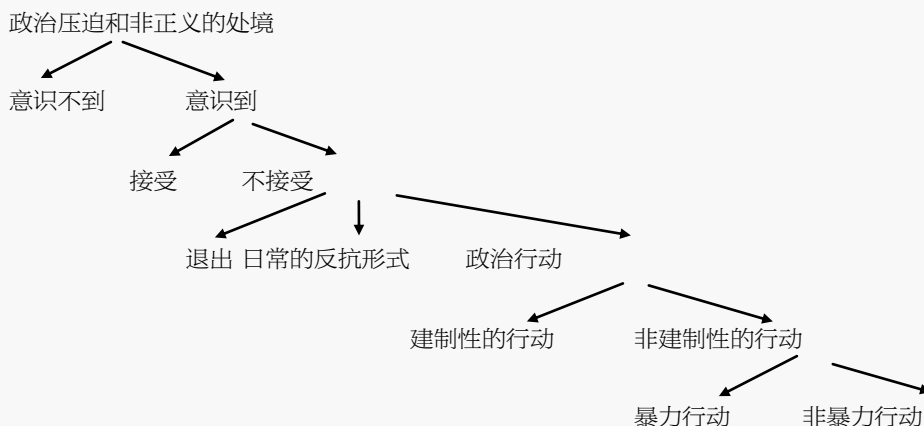 政治压迫和非正义的处境
意识不到 意识到
接受 不接受
退出 日常的反抗形式 政治行动
建制性的行动 非建制性的行动
暴力行动 非暴力行动